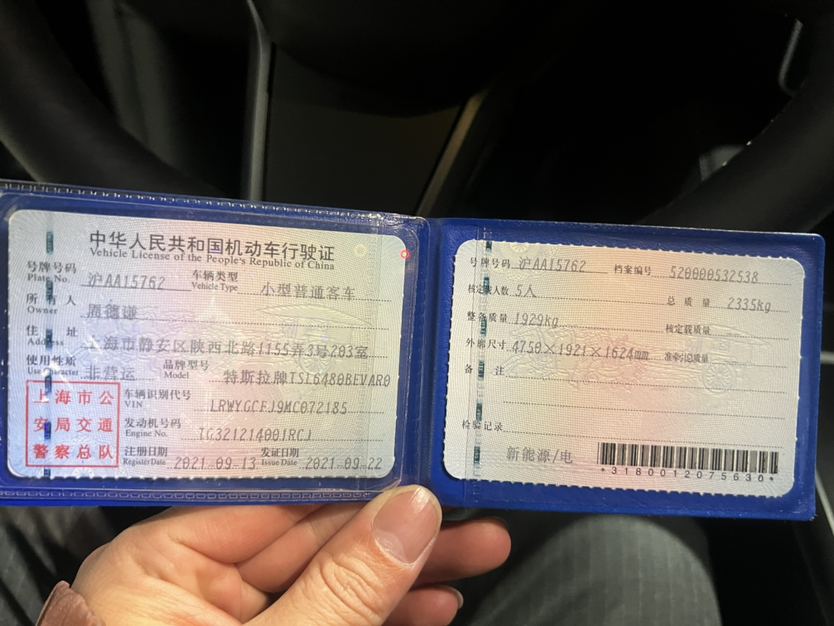 中华人民共和国机动车行驶证
Vehicle License of the People's Republic of China
号牌号码 沪AA15762 车辆类型 小型普通客车
Plate No. Vehicle Type
所有人 周德谦
Owner
住址 上海市静安区陕西北路1155弄3号203室
Address
使用性质 非营运 品牌型号 特斯拉牌TSL6480BEVAR0
Use Character Model
上海市公
安局交通
警察总队
车辆识别代号 LRWYGCFJ9MC072185
VIN
发动机号码 TG321214001RCJ
Engine No.
注册日期 2021-09-13 发证日期 2021-09-22
Register Date Issue Date
号牌号码 沪AA15762 档案编号 520000532538
核定载人数 5人 总质量 2335kg
整备质量 1929kg 核定载质量
外廓尺寸 4750×1921×1624mm 准牵引总质量
备注
检验记录
新能源/电
*3180012075630*